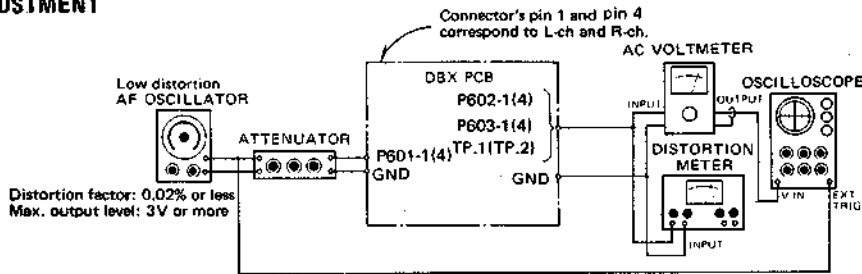 Connector's pin 1 and pin 4
correspond to L-ch and R-ch.
AC VOLTMETER
DBX PCB
OSCILLOSCOPE
Low distortion
AF OSCILLATOR
P602-1(4)
INPUT
OUTPUT
P603-1(4)
ATTENUATOR
P601-1(4)
TP.1(TP.2)
DISTORTION
METER
GND
GND
Distortion factor: 0.02% or less
Max. output level: 3V or more
V IN
EXT
TRIG
INPUT